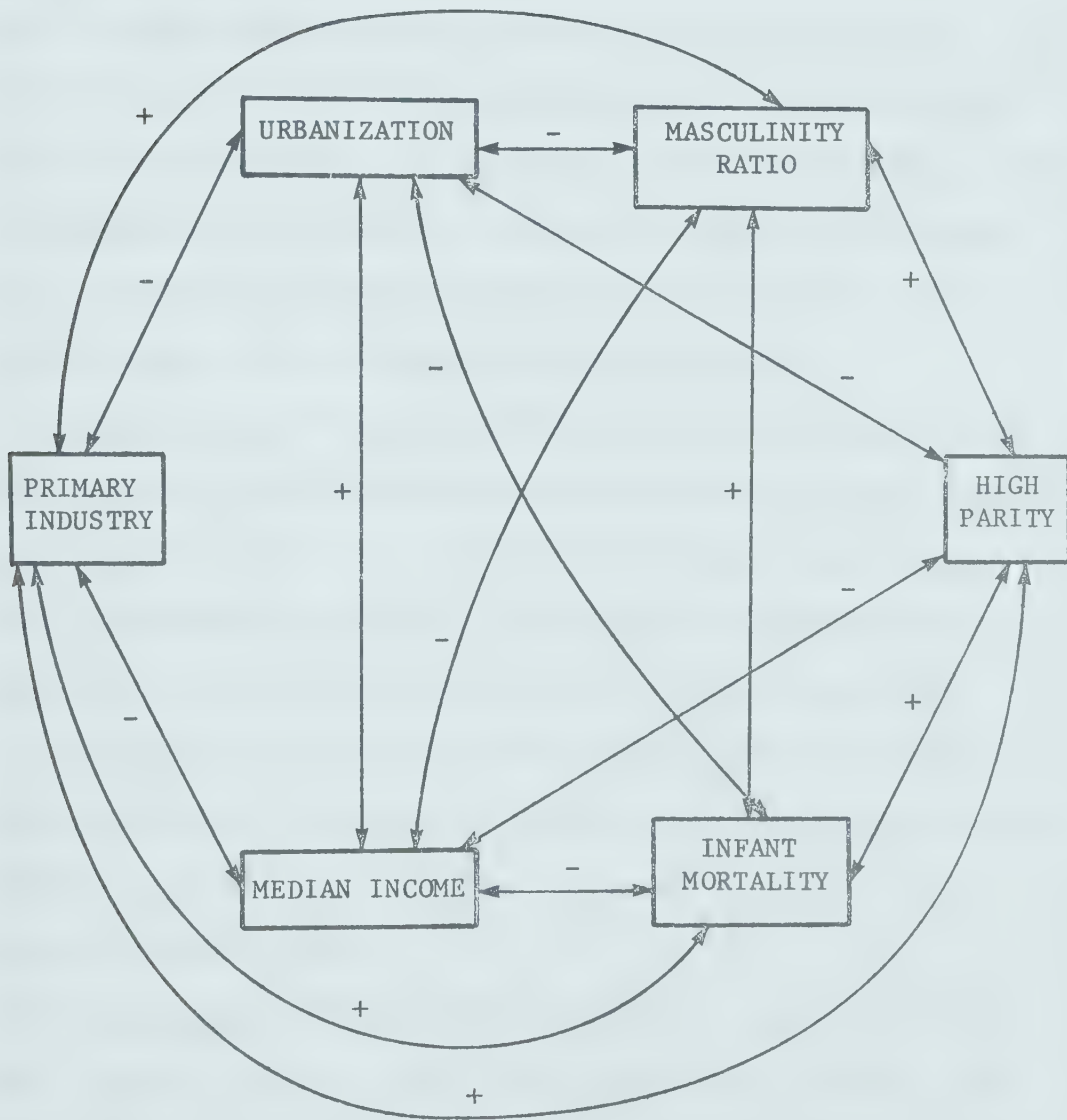 +
URBANIZATION
-
MASCULINITY
RATIO
-
+
-
-
PRIMARY
INDUSTRY
+
+
HIGH
PARITY
-
-
-
+
MEDIAN INCOME
-
INFANT
MORTALITY
+
+